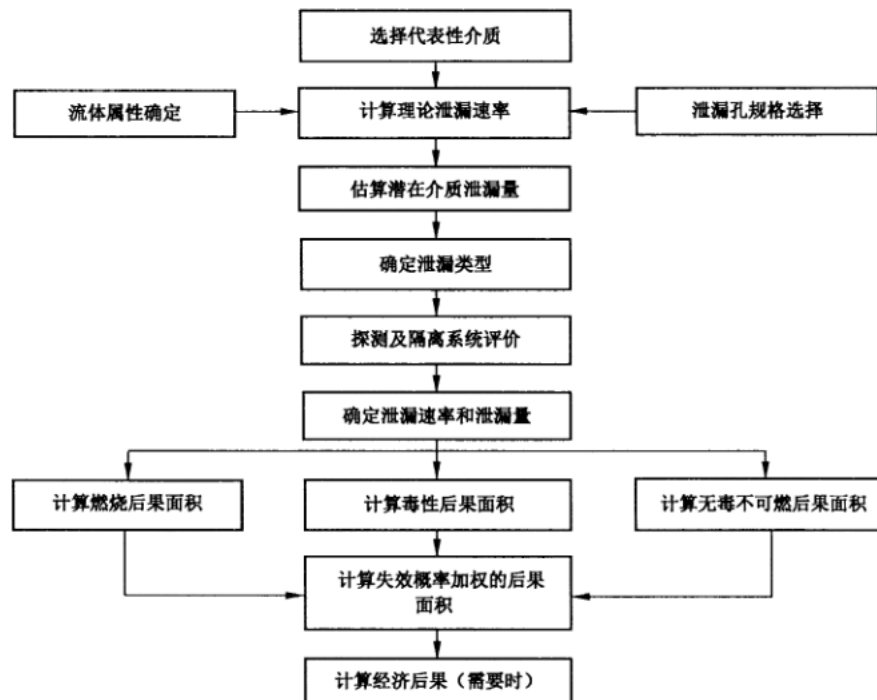 选择代表性介质
流体属性确定
计算理论泄漏速率
泄漏孔规格选择
估算潜在介质泄漏量
确定泄漏类型
探测及隔离系统评价
确定泄漏速率和泄漏量
计算燃烧后果面积
计算毒性后果面积
计算无毒不可燃后果面积
计算失效概率加权的后果
面积
计算经济后果（需要时）